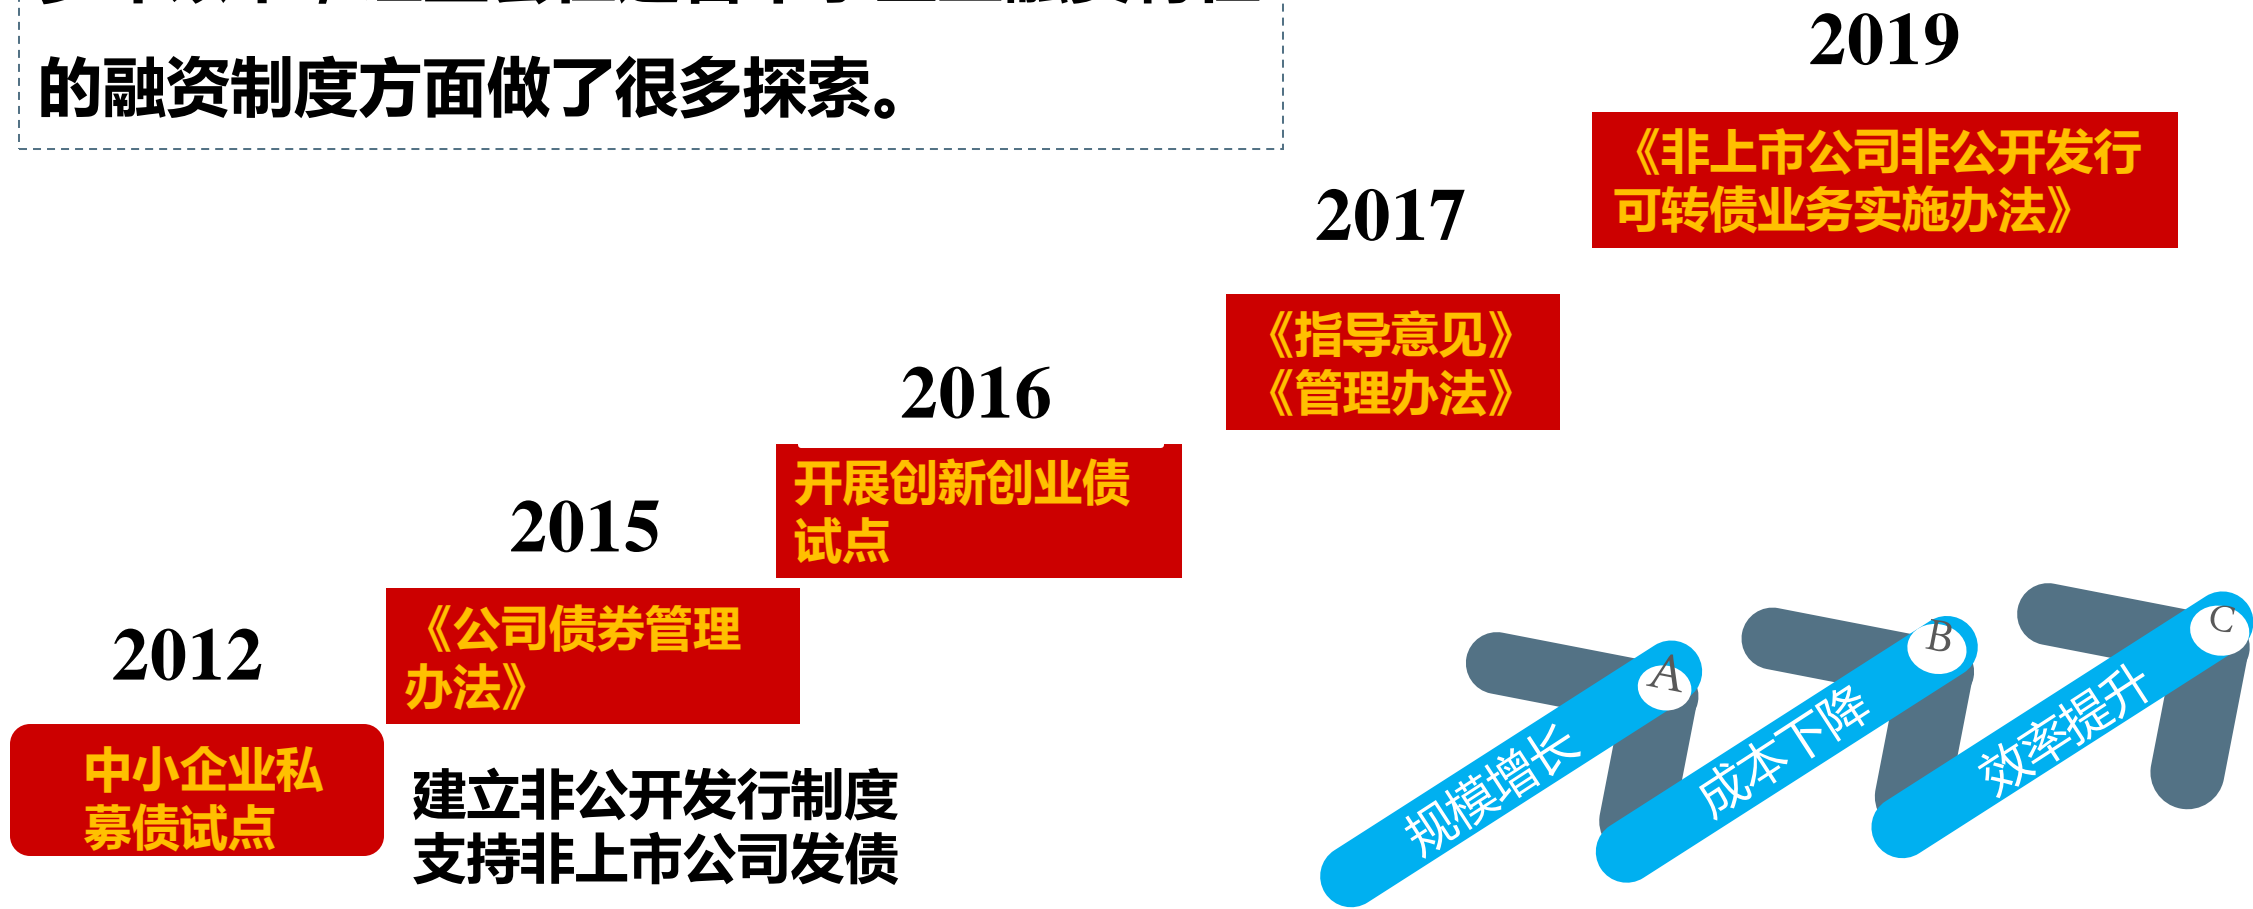 的融资制度方面做了很多探索。
2019
《非上市公司非公开发行
可转债业务实施办法》
2017
《指导意见》
《管理办法》
2016
开展创新创业债
试点
2015
《公司债券管理
办法》
2012
中小企业私
募债试点
建立非公开发行制度
支持非上市公司发债
A
规模增长
B
成本下降
C
效率提升